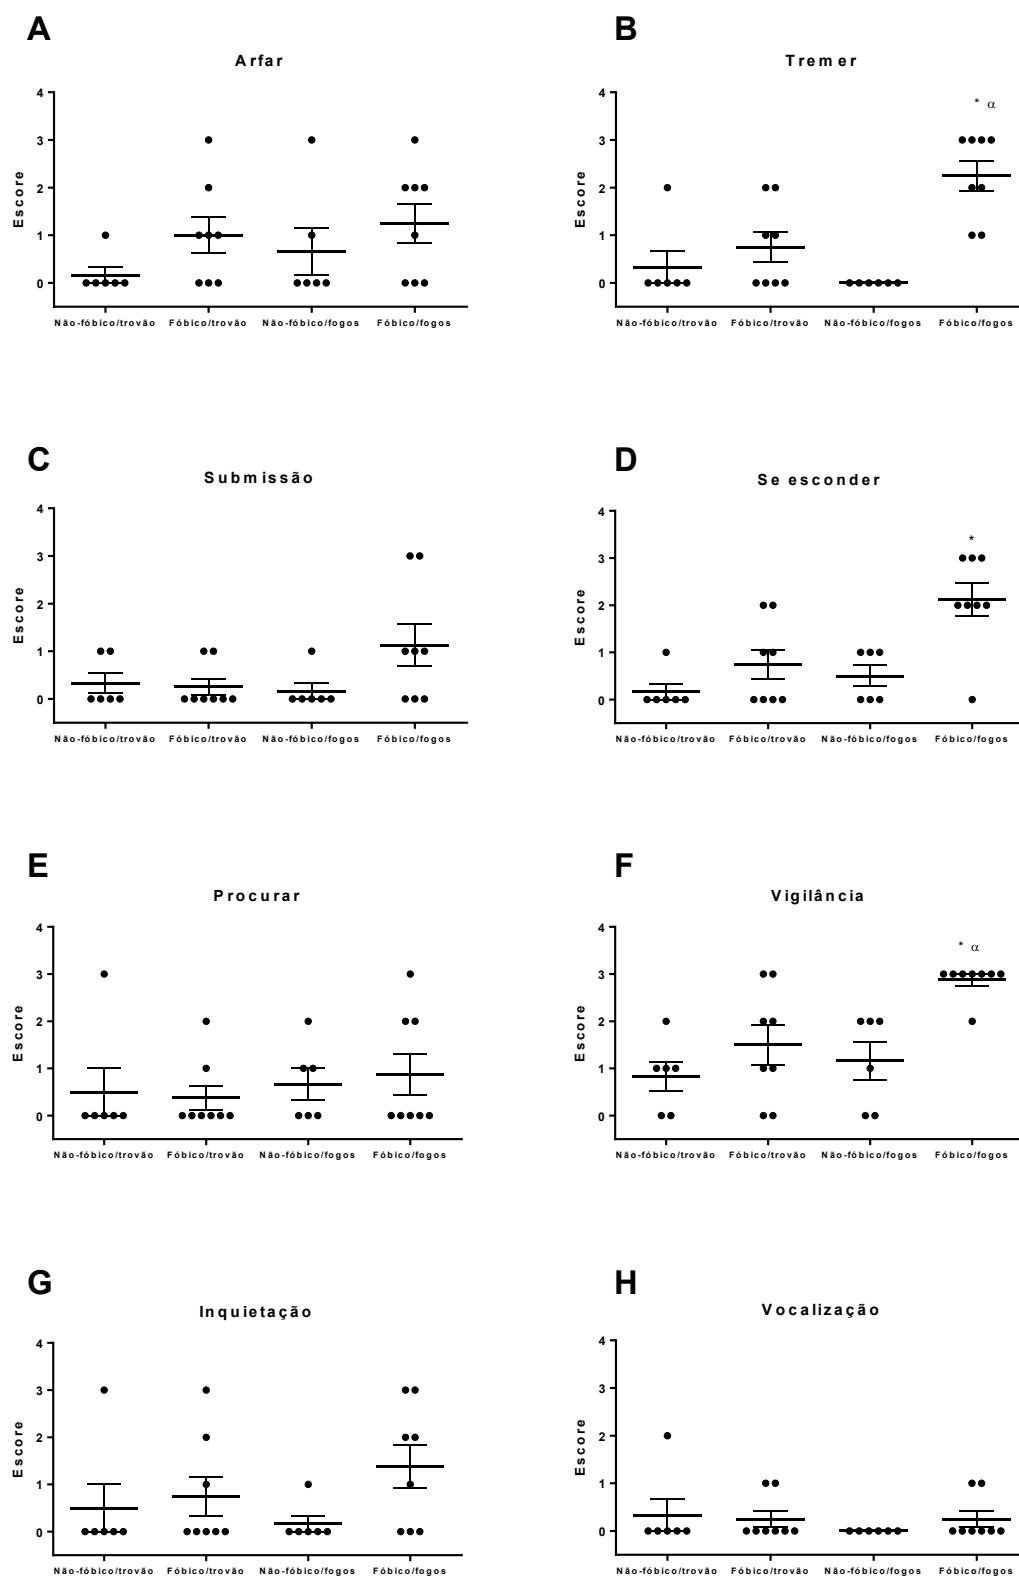 A
Arfar
4
3
2
1
0
Escore
Não-fóbico/trovão Fóbico/trovão Não-fóbico/fogos Fóbico/fogos
B
Tremer
* α
4
3
2
1
0
Escore
Não-fóbico/trovão Fóbico/trovão Não-fóbico/fogos Fóbico/fogos
C
Submissão
4
3
2
1
0
Escore
Não-fóbico/trovão Fóbico/trovão Não-fóbico/fogos Fóbico/fogos
D
Se esconder
*
4
3
2
1
0
Escore
Não-fóbico/trovão Fóbico/trovão Não-fóbico/fogos Fóbico/fogos
E
Procurar
4
3
2
1
0
Escore
Não-fóbico/trovão Fóbico/trovão Não-fóbico/fogos Fóbico/fogos
F
Vigilância
* α
4
3
2
1
0
Escore
Não-fóbico/trovão Fóbico/trovão Não-fóbico/fogos Fóbico/fogos
G
Inquietação
4
3
2
1
0
Escore
Não-fóbico/trovão Fóbico/trovão Não-fóbico/fogos Fóbico/fogos
H
Vocalização
4
3
2
1
0
Escore
Não-fóbico/trovão Fóbico/trovão Não-fóbico/fogos Fóbico/fogos